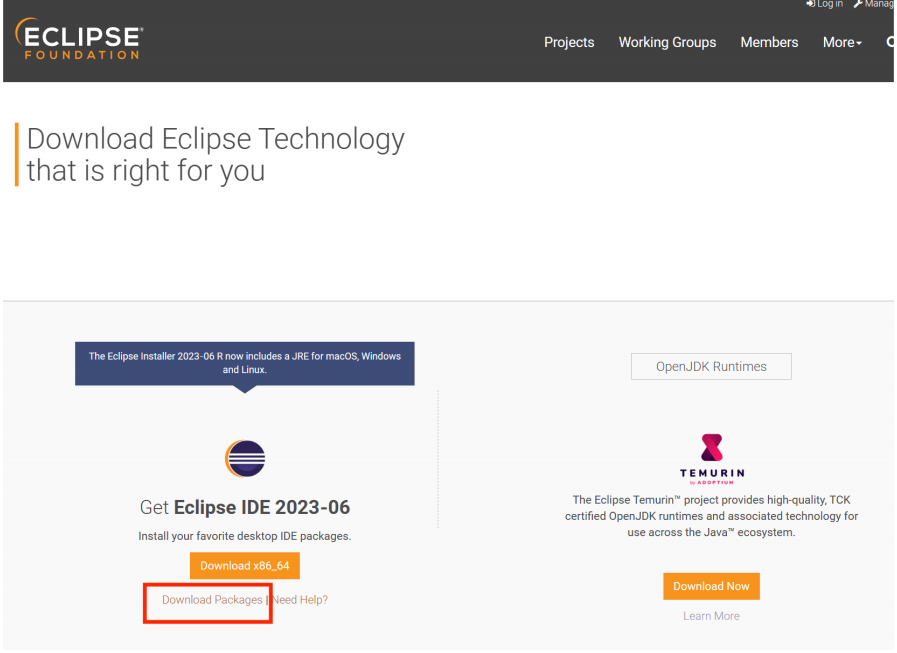 Log in Manag
ECLIPSE®
FOUNDATION
Projects Working Groups Members More
Download Eclipse Technology
that is right for you
The Eclipse Installer 2023-06 R now includes a JRE for macOS, Windows
and Linux.
OpenJDK Runtimes
TEMURIN
by ADOPTIUM
Get Eclipse IDE 2023-06
Install your favorite desktop IDE packages.
Download x86_64
Download Packages | Need Help?
The Eclipse Temurin™ project provides high-quality, TCK
certified OpenJDK runtimes and associated technology for
use across the Java™ ecosystem.
Download Now
Learn More